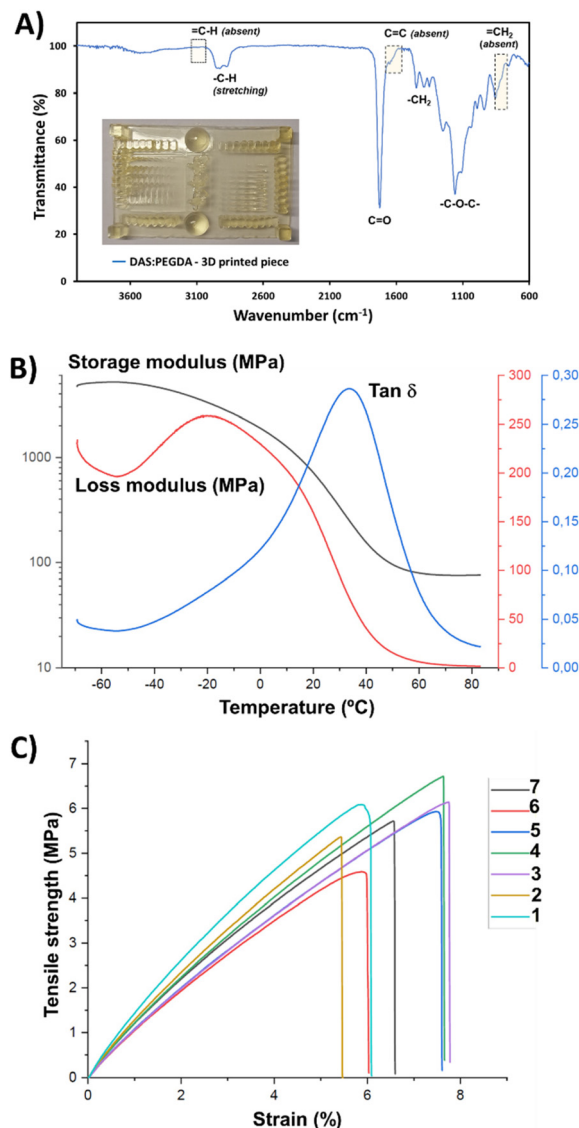 A)
=C-H (absent)
C=C (absent)
=CH2
(absent)
-C-H
(stretching)
-CH2
C=O
-C-O-C-
Transmittance (%)
100
80
60
40
20
0
DAS:PEGDA - 3D printed piece
3600 3100 2600 2100 1600 1100 600
Wavenumber (cm-1)
B)
Storage modulus (MPa)
Tan δ
Loss modulus (MPa)
1000
100
10
300
250
200
150
100
50
0
0,30
0,25
0,20
0,15
0,10
0,05
0,00
-60 -40 -20 0 20 40 60 80
Temperature (ºC)
C)
Tensile strength (MPa)
7
6
5
4
3
2
1
0
7
6
5
4
3
2
1
0 2 4 6 8
Strain (%)